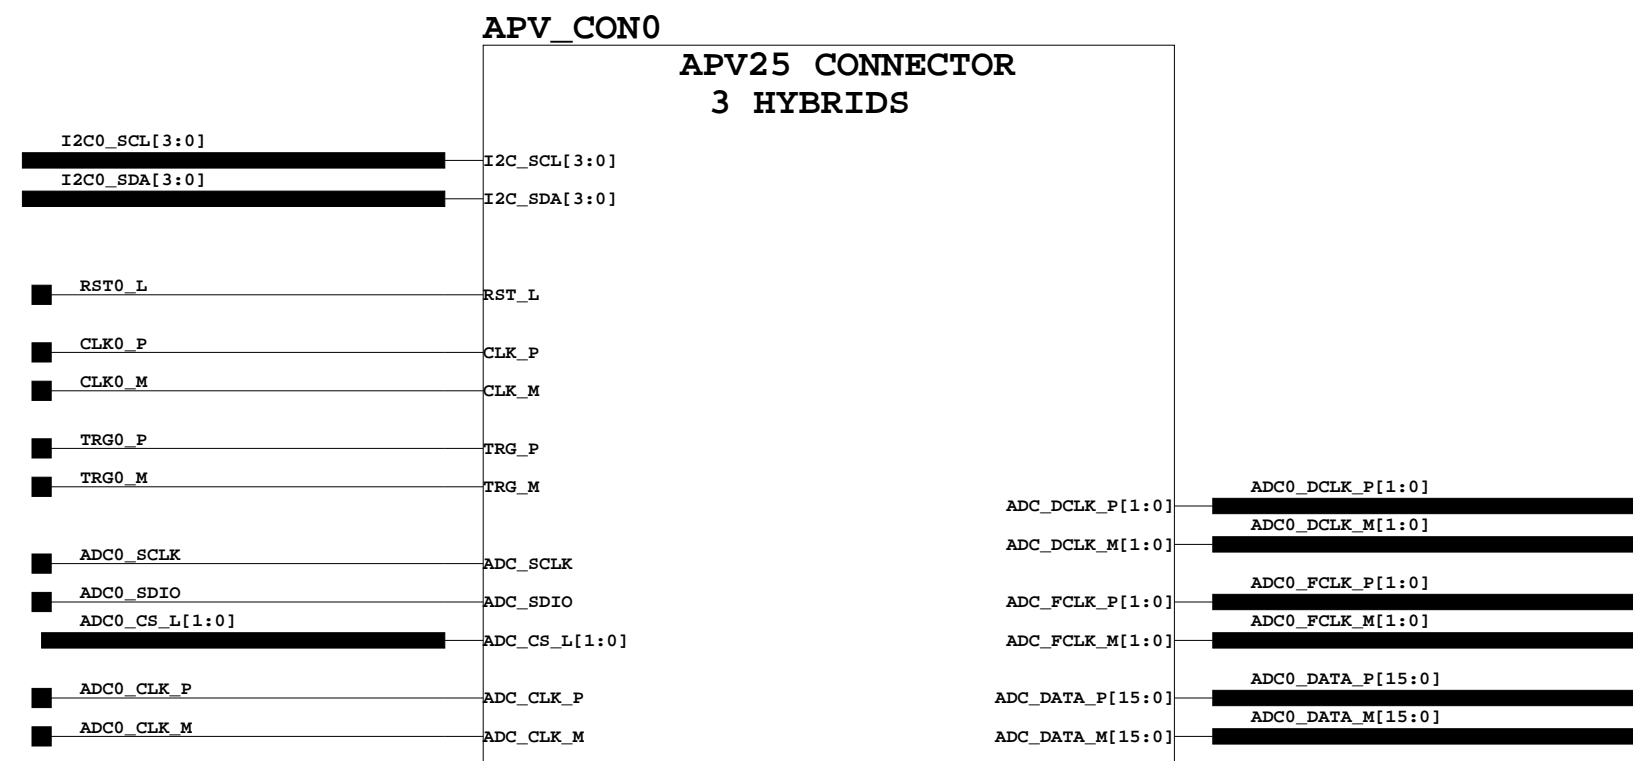 APV_CON0
APV25 CONNECTOR
3 HYBRIDS
I2C0_SCL[3:0]
I2C_SCL[3:0]
I2C0_SDA[3:0]
I2C_SDA[3:0]
RST0_L
RST_L
CLK0_P
CLK_P
CLK0_M
CLK_M
TRG0_P
TRG_P
TRG0_M
TRG_M
ADC0_DCLK_P[1:0]
ADC_DCLK_P[1:0]
ADC0_DCLK_M[1:0]
ADC_DCLK_M[1:0]
ADC0_SCLK
ADC_SCLK
ADC0_FCLK_P[1:0]
ADC0_SDIO
ADC_SDIO
ADC_FCLK_P[1:0]
ADC0_CS_L[1:0]
ADC0_FCLK_M[1:0]
ADC_CS_L[1:0]
ADC_FCLK_M[1:0]
ADC0_DATA_P[15:0]
ADC0_CLK_P
ADC_CLK_P
ADC_DATA_P[15:0]
ADC0_DATA_M[15:0]
ADC0_CLK_M
ADC_CLK_M
ADC_DATA_M[15:0]